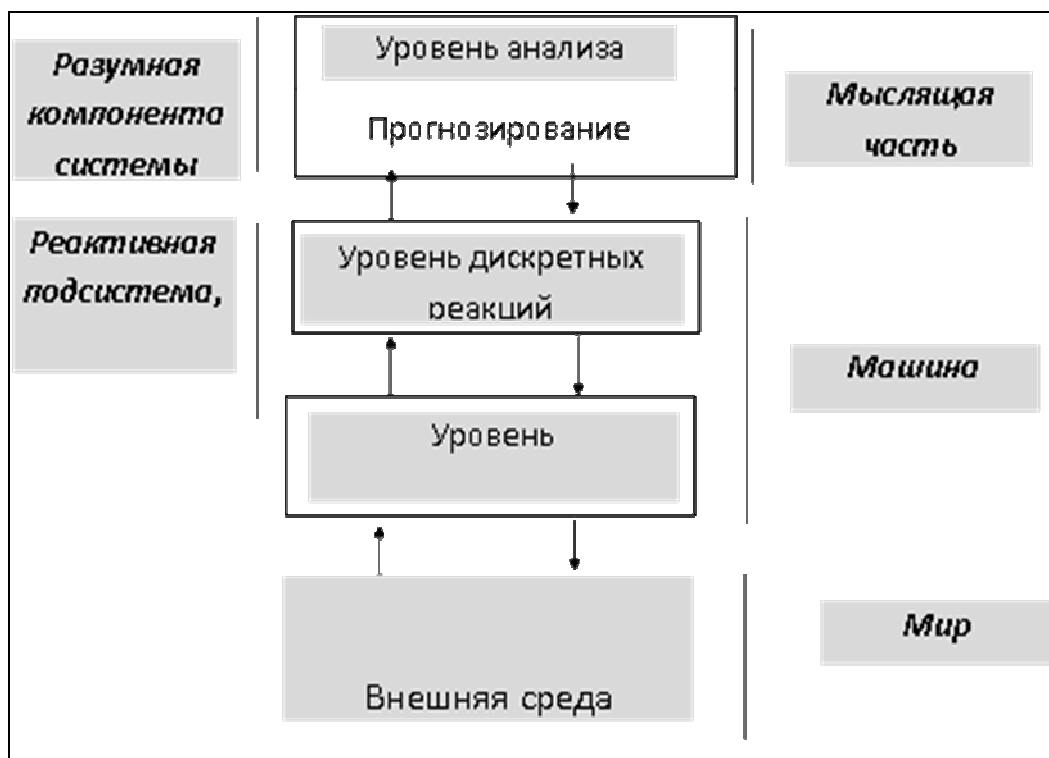 Разумная
компонента
системы
Уровень анализа
Прогнозирование
Мыслящая
часть
Реактивная
подсистема,
Уровень дискретных
реакций
Машина
Уровень
Внешняя среда
Мир